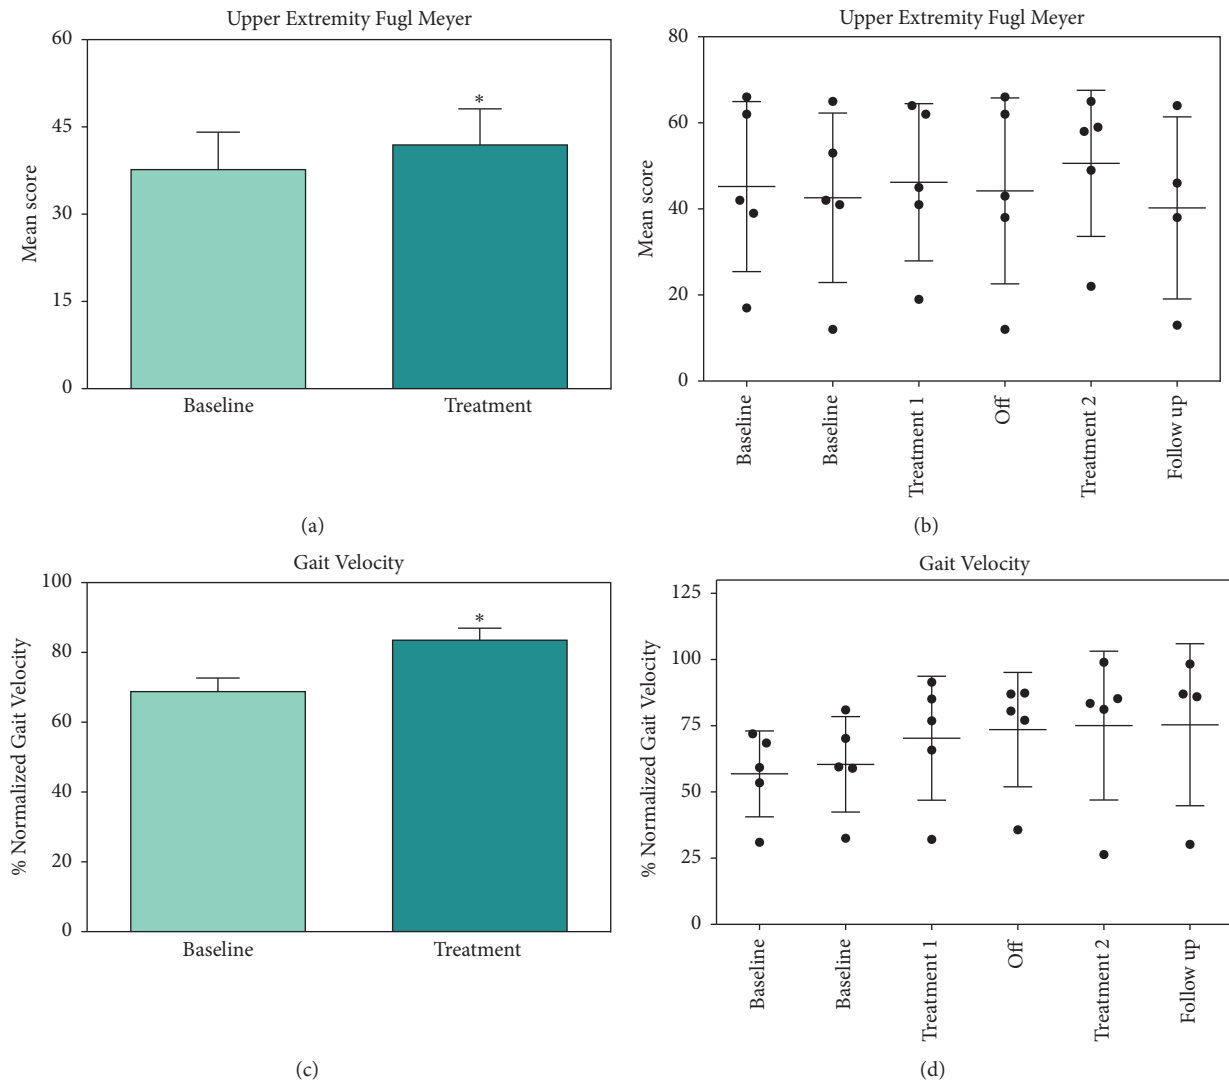 Upper Extremity Fugl Meyer
Mean score
60
45
30
15
0
*
Baseline
Treatment
(a)
Upper Extremity Fugl Meyer
Mean score
80
60
40
20
0
Baseline
Baseline
Treatment 1
Off
Treatment 2
Follow up
(b)
Gait Velocity
% Normalized Gait Velocity
100
80
60
40
20
0
*
Baseline
Treatment
(c)
Gait Velocity
% Normalized Gait Velocity
125
100
75
50
25
0
Baseline
Baseline
Treatment 1
Off
Treatment 2
Follow up
(d)